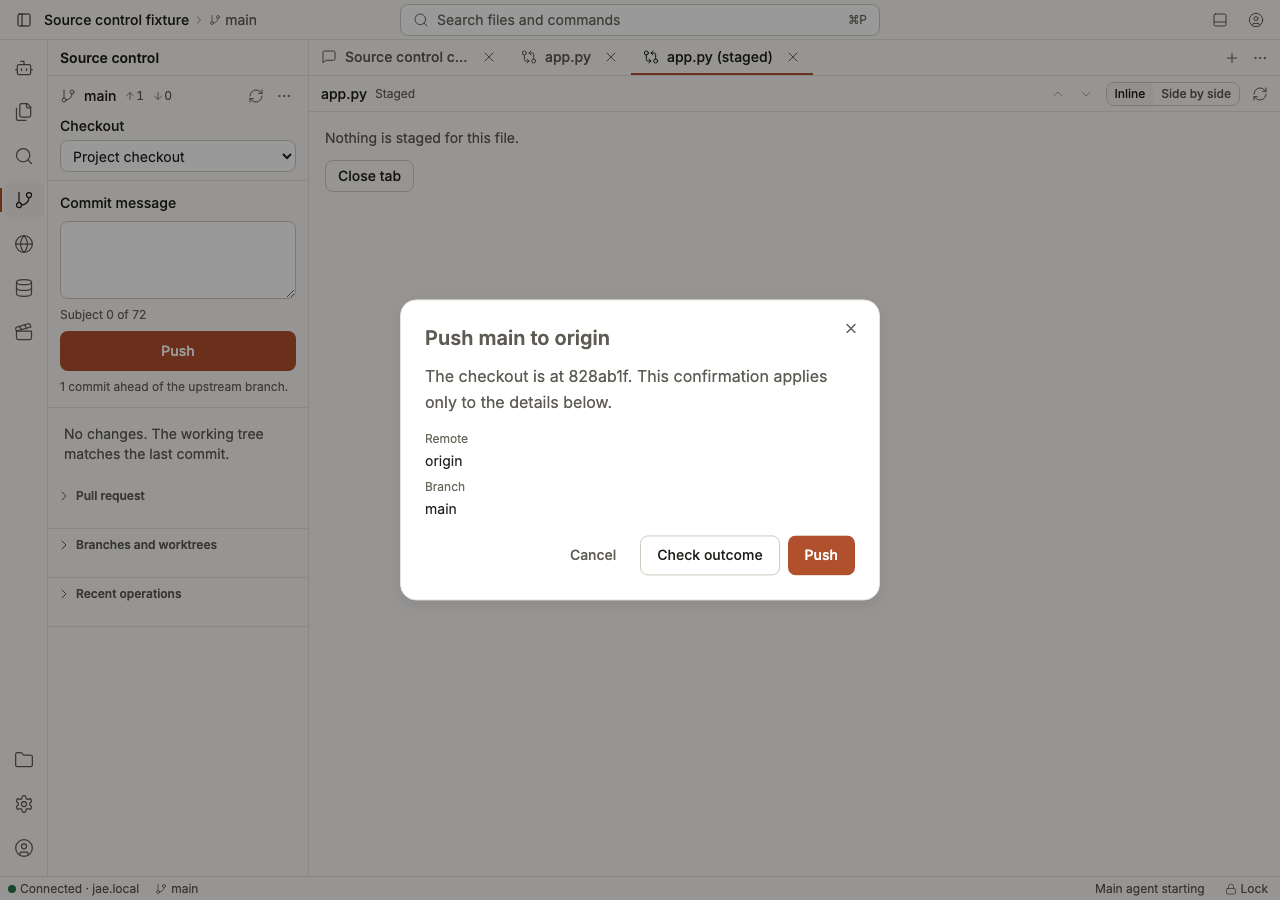 Source control fixture
main
Search files and commands
⌘P
Source control
Source control c...
app.py
app.py (staged)
main
↑1
↓0
Checkout
Project checkout
app.py
Staged
Inline
Side by side
Nothing is staged for this file.
Close tab
Commit message
Subject 0 of 72
Push
1 commit ahead of the upstream branch.
No changes. The working tree
matches the last commit.
Pull request
Branches and worktrees
Recent operations
Push main to origin
The checkout is at 828ab1f. This confirmation applies
only to the details below.
Remote
origin
Branch
main
Cancel
Check outcome
Push
Connected · jae.local
main
Main agent starting
Lock